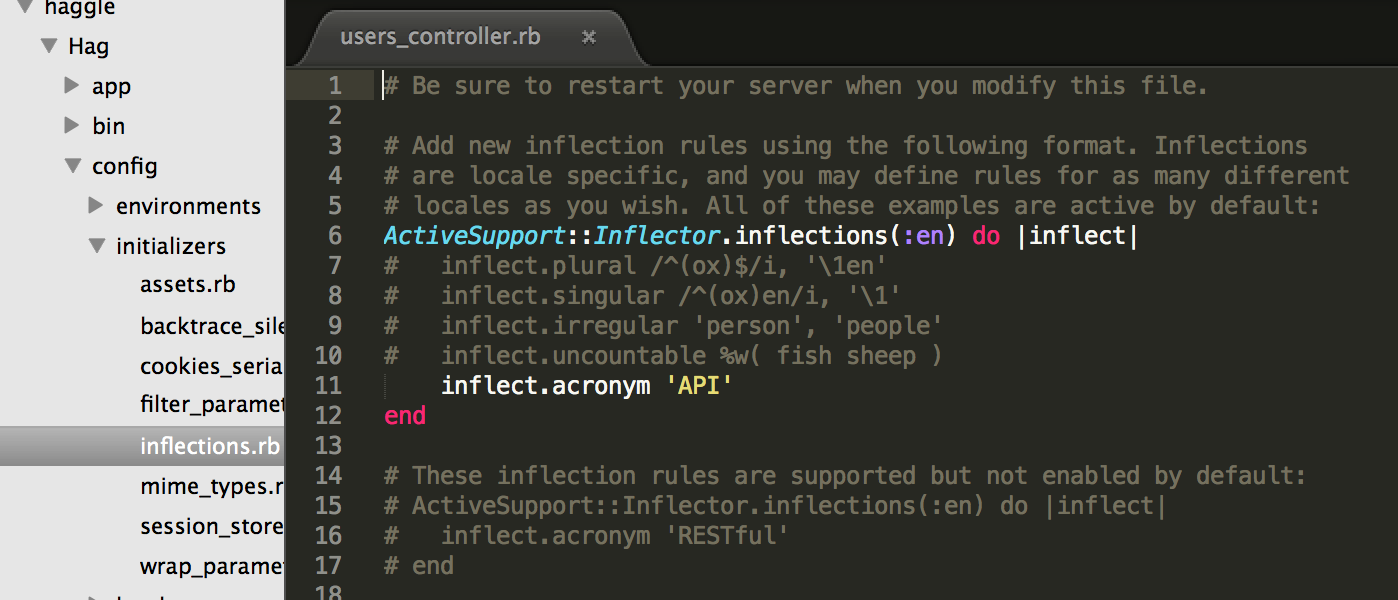 haggle
Hag
app
bin
config
environments
initializers
assets.rb
backtrace_sile
cookies_seria
filter_paramet
inflections.rb
mime_types.r
session_store
wrap_paramet
users_controller.rb ×
1 # Be sure to restart your server when you modify this file.
2
3 # Add new inflection rules using the following format. Inflections
4 # are locale specific, and you may define rules for as many different
5 # locales as you wish. All of these examples are active by default:
6 ActiveSupport::Inflector.inflections(:en) do |inflect|
7 #   inflect.plural /^(ox)$/i, '\1en'
8 #   inflect.singular /^(ox)en/i, '\1'
9 #   inflect.irregular 'person', 'people'
10 #   inflect.uncountable %w( fish sheep )
11     inflect.acronym 'API'
12 end
13
14 # These inflection rules are supported but not enabled by default:
15 # ActiveSupport::Inflector.inflections(:en) do |inflect|
16 #   inflect.acronym 'RESTful'
17 # end
18